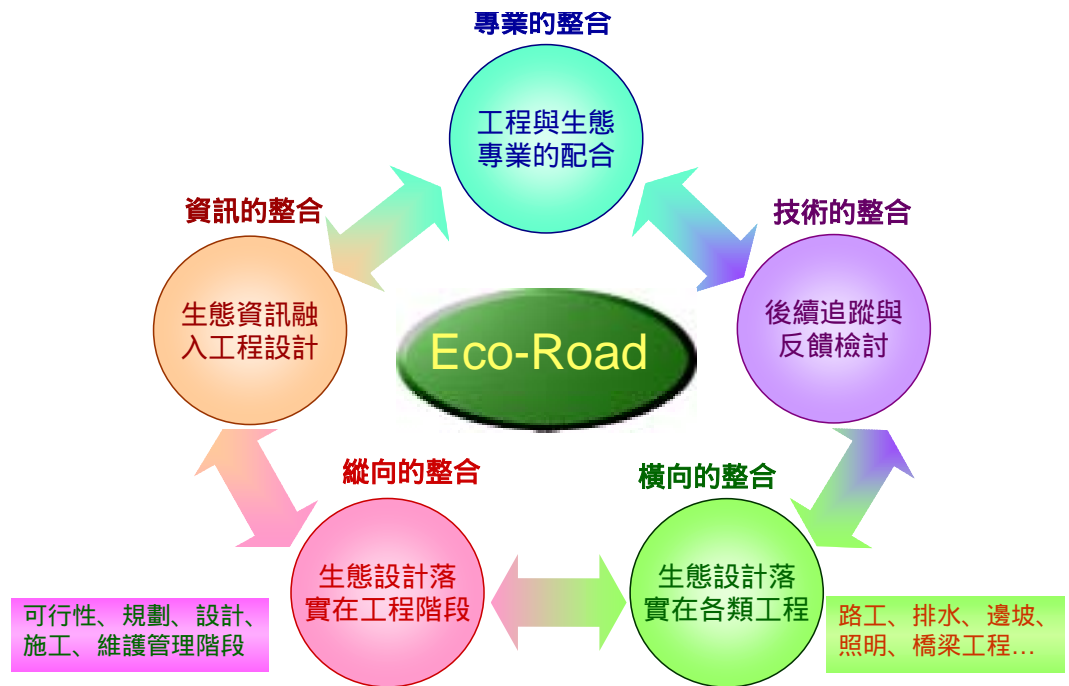 專業的整合
工程與生態
專業的配合
資訊的整合
技術的整合
生態資訊融
入工程設計
後續追蹤與
反饋檢討
Eco-Road
縱向的整合
橫向的整合
生態設計落
實在工程階段
生態設計落
實在各類工程
可行性、規劃、設計、
施工、維護管理階段
路工、排水、邊坡、
照明、橋梁工程…